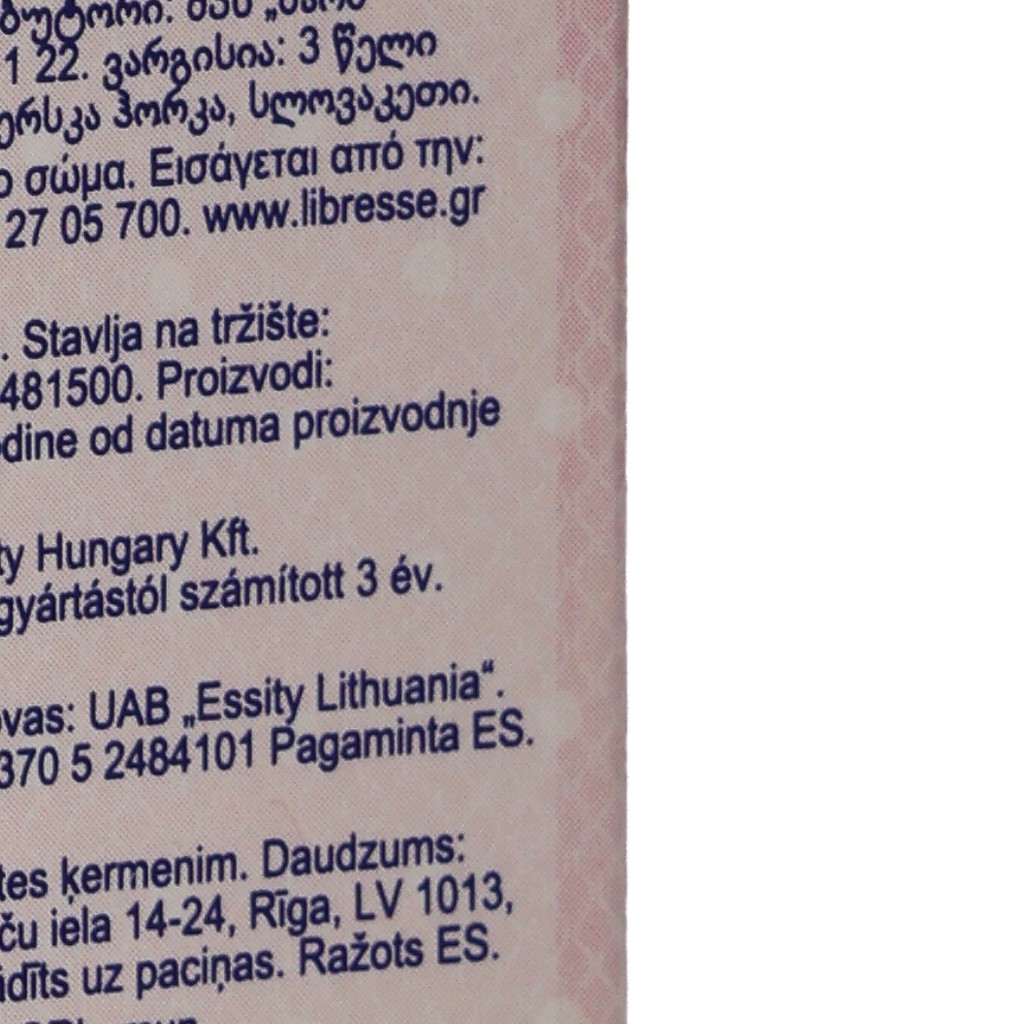 1 22. ვარგისია: 3 წელი
ჰორკა, სლოვაკეთი.
σώμα. Εισάγεται από την:
27 05 700. www.libresse.gr
. Stavlja na tržište:
481500. Proizvodi:
dine od datuma proizvodnje
ty Hungary Kft.
gyártástól számított 3 év.
vas: UAB „Essity Lithuania“.
370 5 2484101 Pagaminta ES.
tes ķermenim. Daudzums:
ču iela 14-24, Rīga, LV 1013,
dīts uz paciņas. Ražots ES.